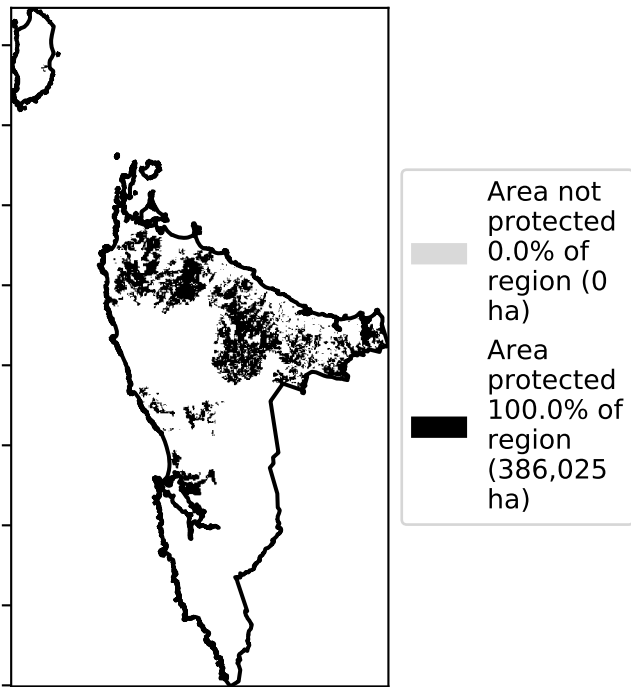 Area not
protected
0.0% of
region (0
ha)
Area
protected
100.0% of
region
(386,025
ha)